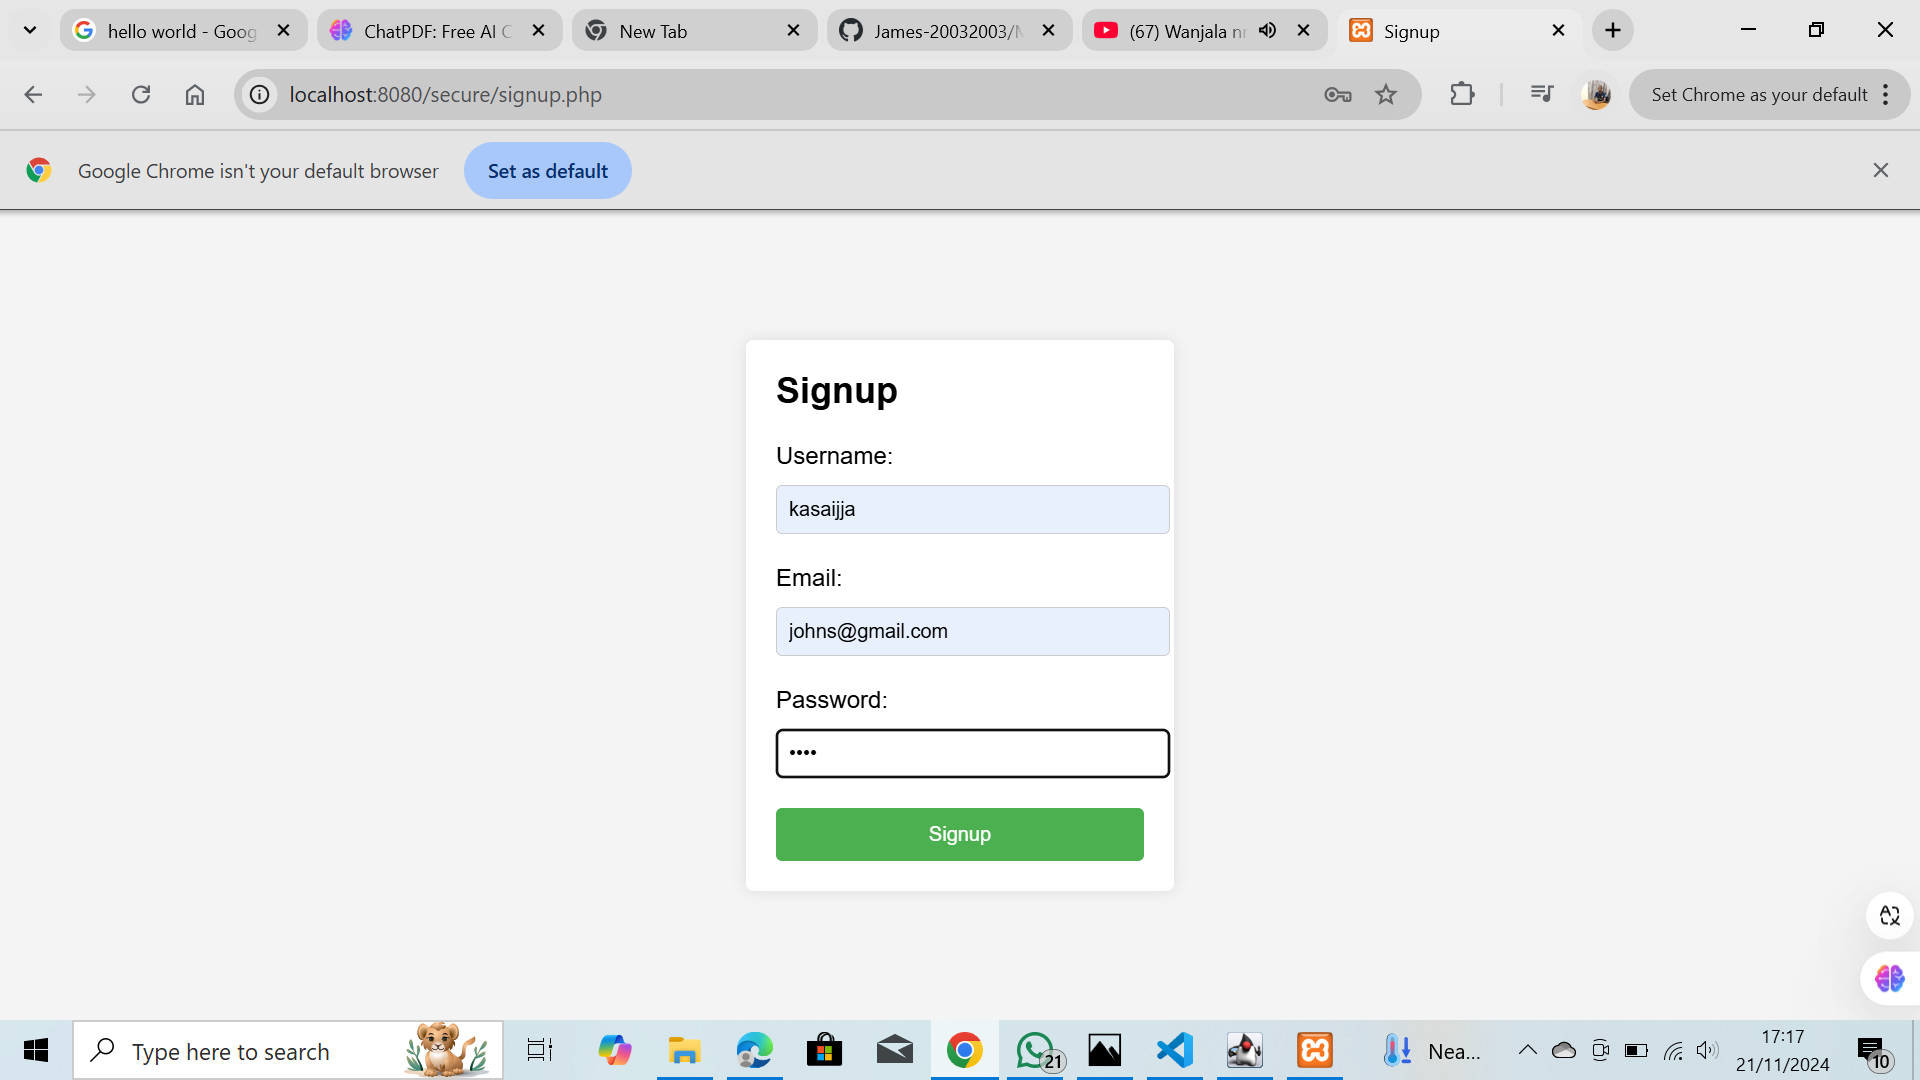 hello world - Goog
ChatPDF: Free AI C
New Tab
James-20032003/M
(67) Wanjala nr
Signup
localhost:8080/secure/signup.php
Set Chrome as your default
Google Chrome isn't your default browser
Set as default
Signup
Username:
kasaijja
Email:
johns@gmail.com
Password:
••••
Signup
Type here to search
21
Nea...
17:17
21/11/2024
10